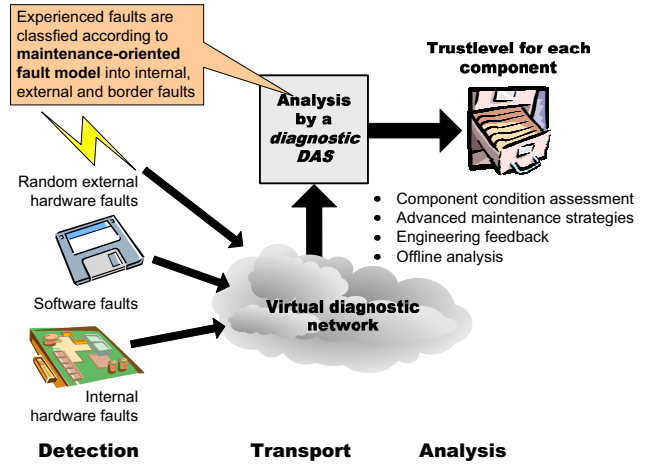 Experienced faults are
classfied according to
maintenance-oriented
fault model into internal,
external and border faults
Trustlevel for each
component
Analysis
by a
diagnostic
DAS
Random external
hardware faults
• Component condition assessment
• Advanced maintenance strategies
• Engineering feedback
• Offline analysis
Software faults
Virtual diagnostic
network
Internal
hardware faults
Detection
Transport
Analysis